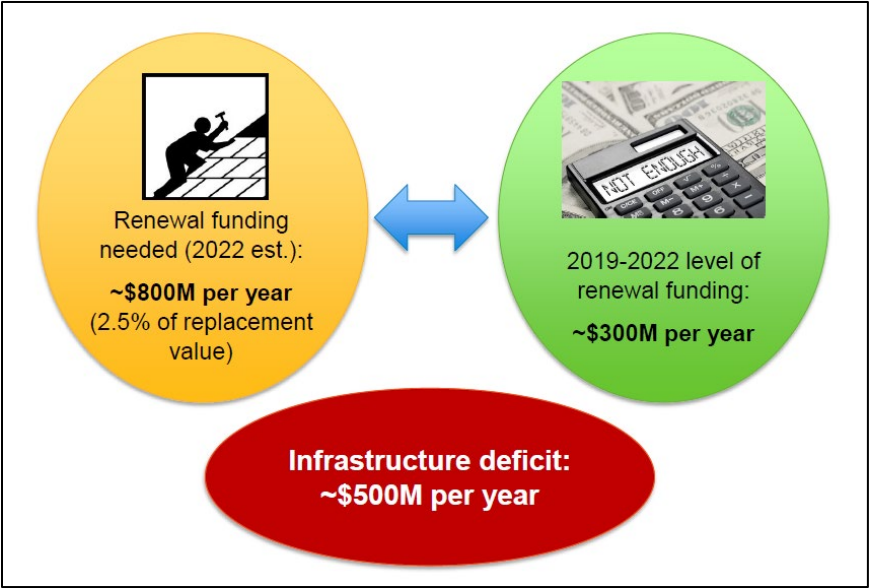 Renewal funding
needed (2022 est.):
~$800M per year
(2.5% of replacement
value)
NOT ENOUGH
2019-2022 level of
renewal funding:
~$300M per year
Infrastructure deficit:
~$500M per year